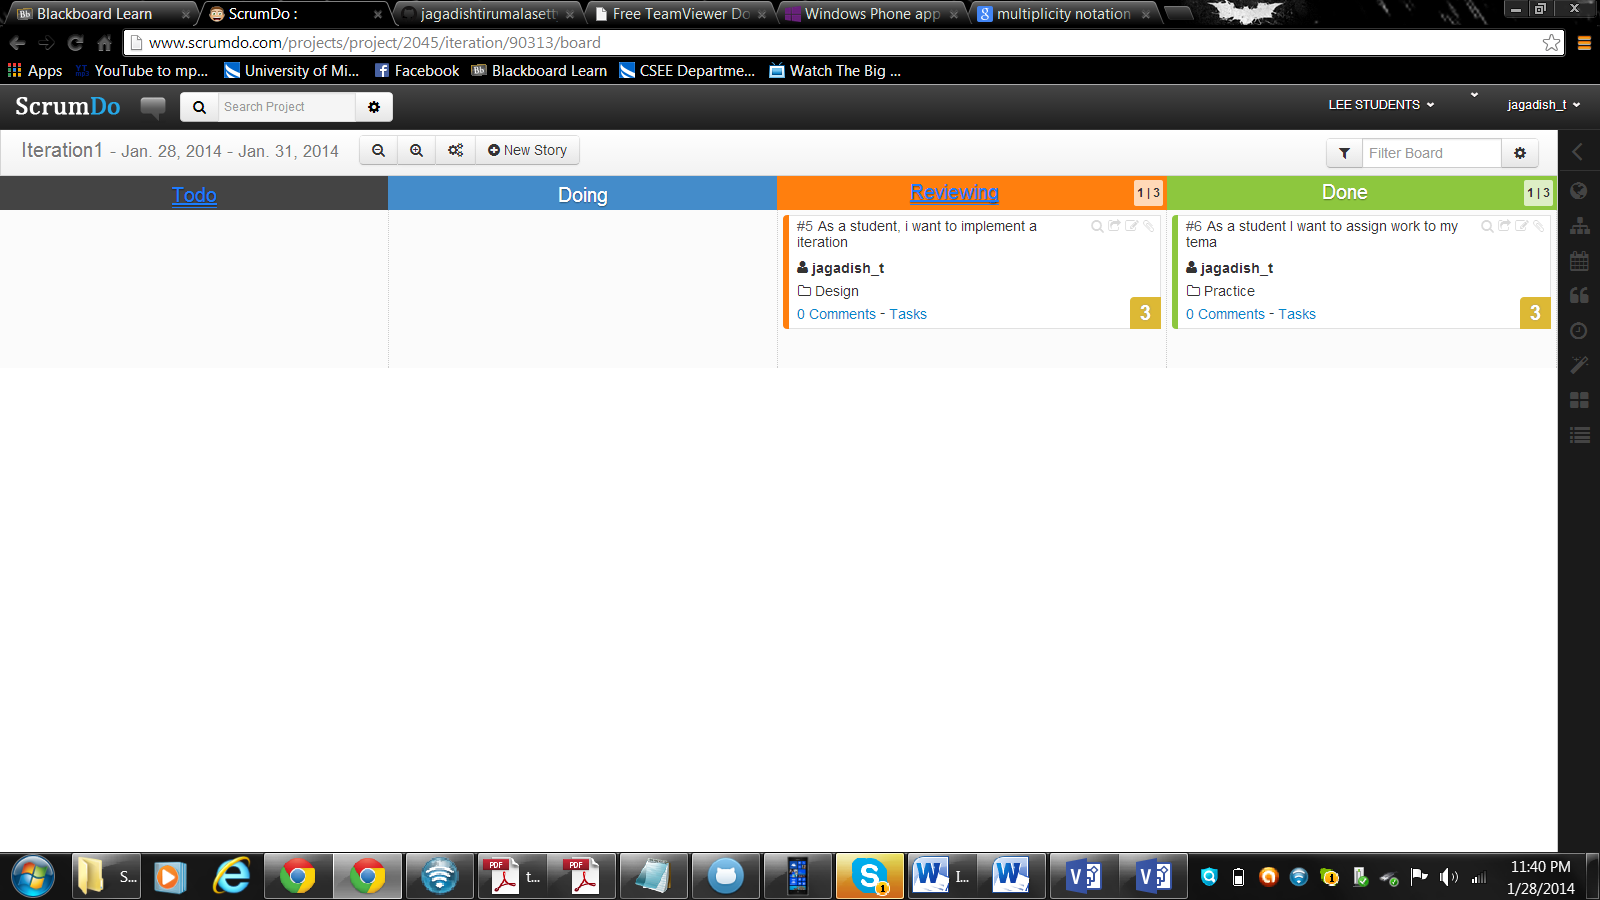 Blackboard Learn
ScrumDo :
jagadishtirumalasett
Free TeamViewer Do
Windows Phone app
multiplicity notation
www.scrumdo.com/projects/project/2045/iteration/90313/board
Apps
YouTube to mp...
University of Mi...
Facebook
Blackboard Learn
CSEE Departme...
Watch The Big ...
ScrumDo
Search Project
LEE STUDENTS
jagadish_t
Iteration1 - Jan. 28, 2014 - Jan. 31, 2014
New Story
Filter Board
Todo
Doing
Reviewing
1 | 3
Done
1 | 3
#5 As a student, i want to implement a
iteration
jagadish_t
Design
0 Comments - Tasks
3
#6 As a student I want to assign work to my
tema
jagadish_t
Practice
0 Comments - Tasks
3
S...
PDF
t...
PDF
1
I...
1
11:40 PM
1/28/2014